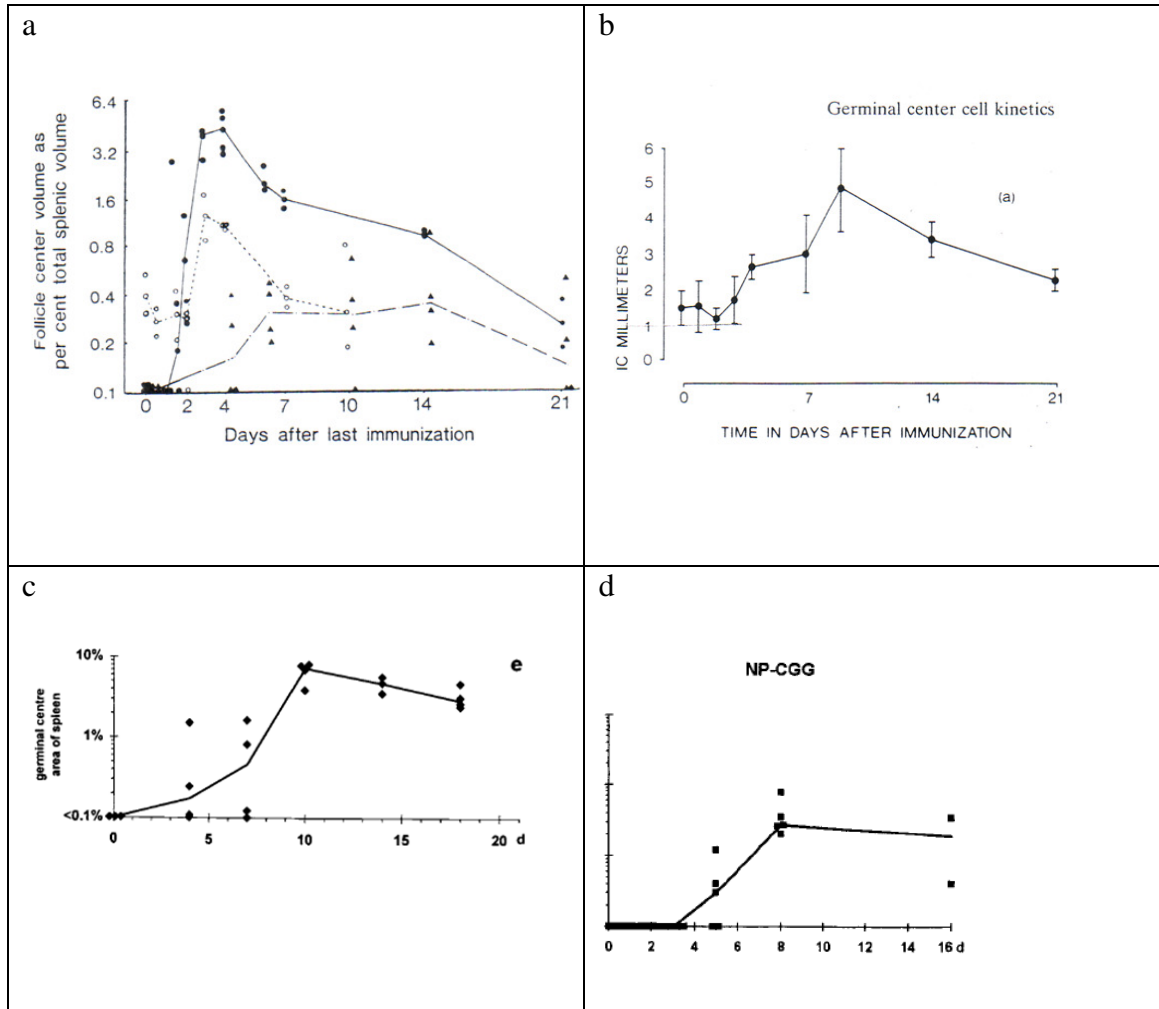 a
Follicle center volume as
per cent total splenic volume
6.4
3.2
1.6
0.8
0.4
0.2
0.1
0 2 4 7 10 14 21
Days after last immunization
b
Germinal center cell kinetics
(a)
IC MILLIMETERS
6
5
4
3
2
1
0
0 7 14 21
TIME IN DAYS AFTER IMMUNIZATION
c
e
germinal centre
area of spleen
10%
1%
<0.1%
0 5 10 15 20 d
d
NP-CGG
0 2 4 6 8 10 12 14 16 d